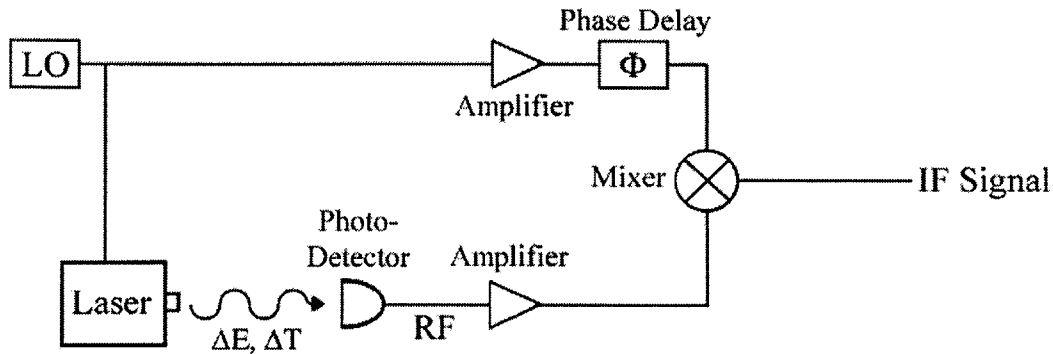 Phase Delay
LO
Φ
Amplifier
Mixer
IF Signal
Photo-
Detector
Amplifier
Laser
RF
ΔE, ΔT